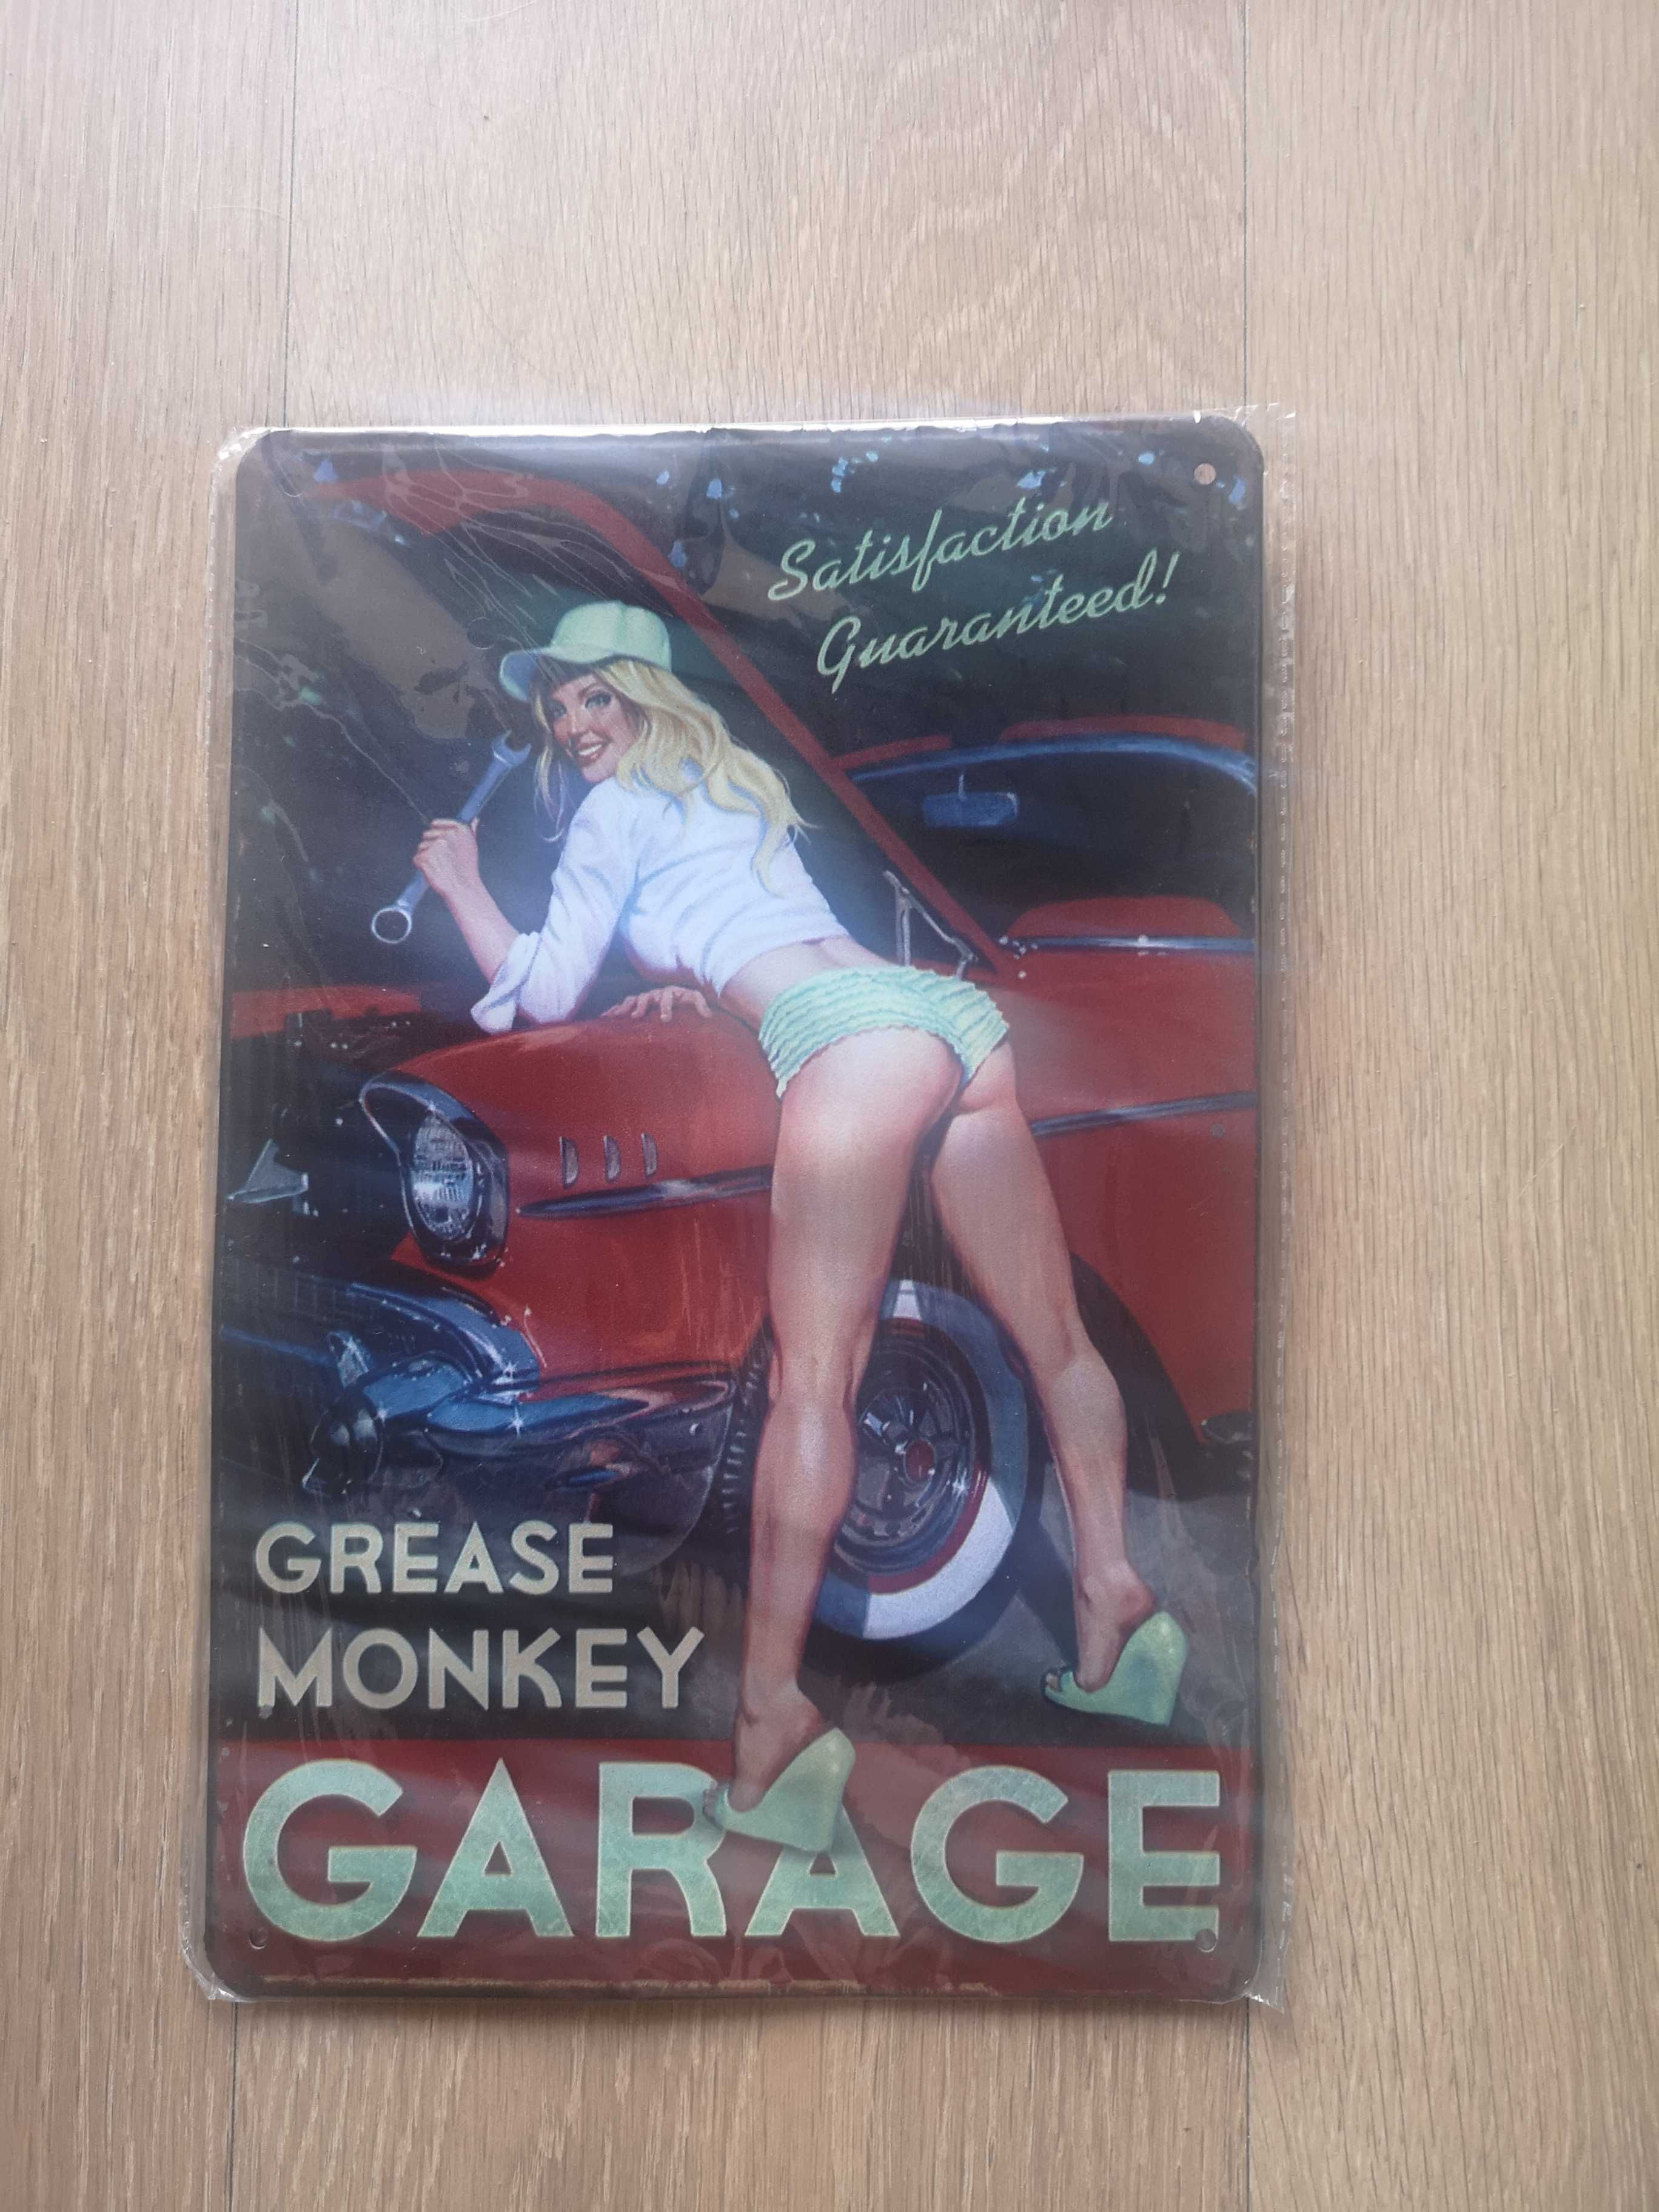 Satisfaction
Guaranteed!
GREASE
MONKEY
GARAGE